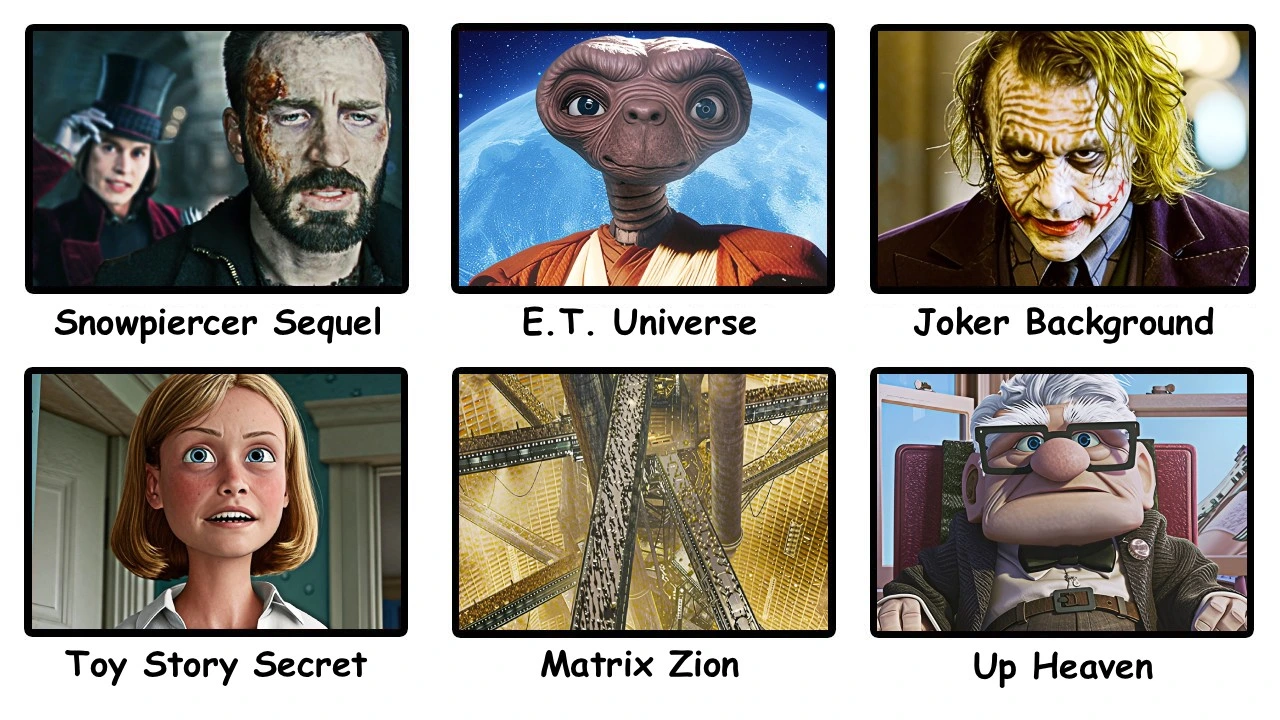 Snowpiercer Sequel
E.T. Universe
Joker Background
Toy Story Secret
Matrix Zion
Up Heaven